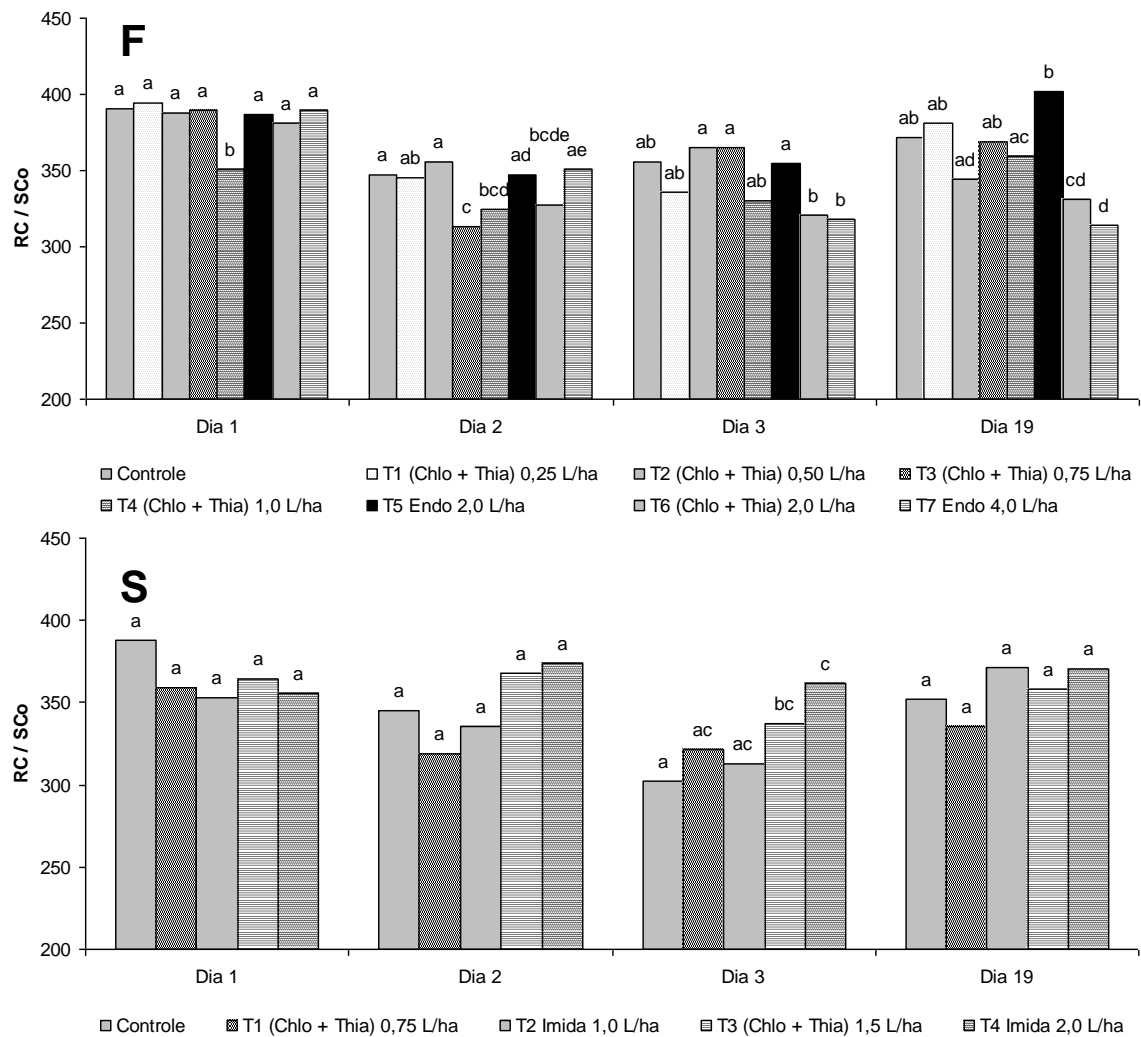 450
F
a a a a a a a
b
400
350
300
250
200
RC / SCo
a ab a c bcd ad bcde ae
ab ab a a ab a b b
ab ab ad ab ac b cd d
Dia 1 Dia 2 Dia 3 Dia 19
Controle T1 (Chlo + Thia) 0,25 L/ha T2 (Chlo + Thia) 0,50 L/ha T3 (Chlo + Thia) 0,75 L/ha
T4 (Chlo + Thia) 1,0 L/ha T5 Endo 2,0 L/ha T6 (Chlo + Thia) 2,0 L/ha T7 Endo 4,0 L/ha
450
S
400
350
300
250
200
RC / SCo
a a a a a
a a a a a
a ac ac bc c
a a a a a
Dia 1 Dia 2 Dia 3 Dia 19
Controle T1 (Chlo + Thia) 0,75 L/ha T2 Imida 1,0 L/ha T3 (Chlo + Thia) 1,5 L/ha T4 Imida 2,0 L/ha